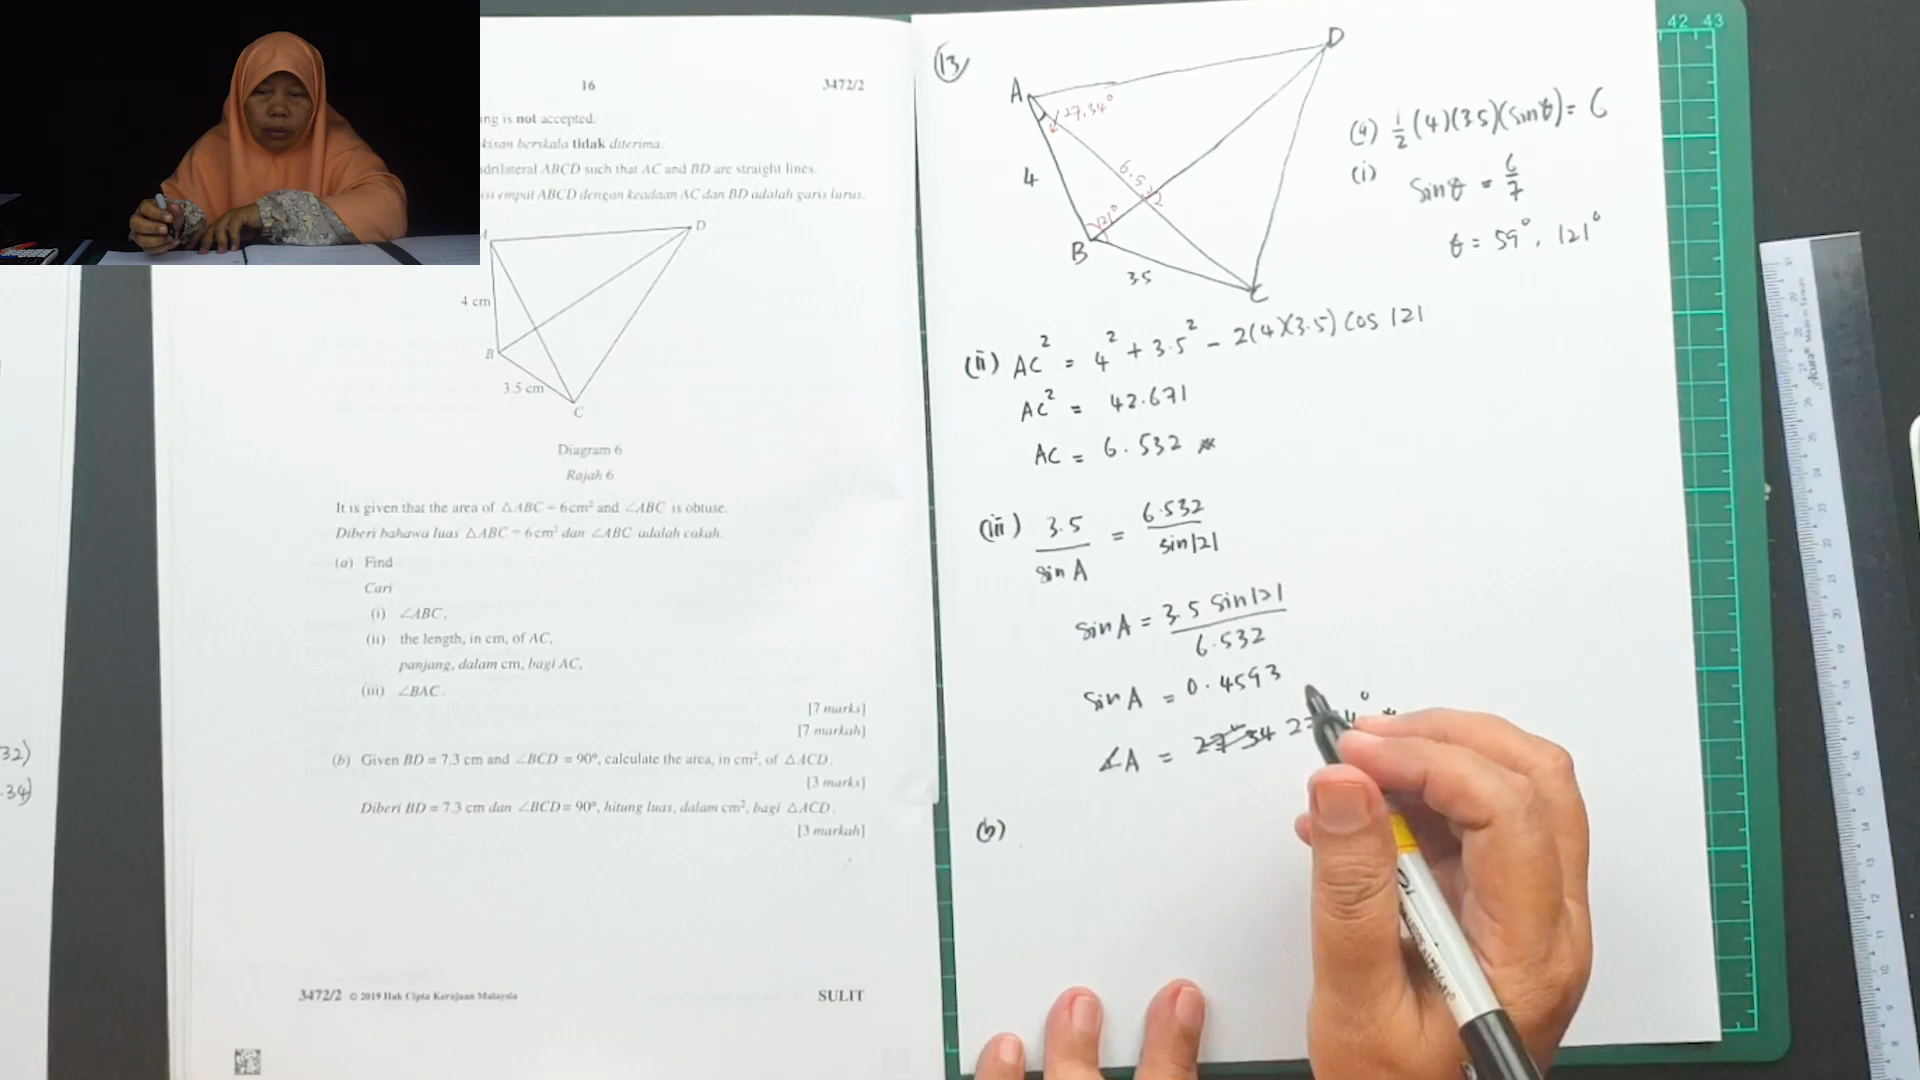 16
3472/2
ng is not accepted.
kisan berskala tidak diterima.
drilateral ABCD such that AC and BD are straight lines.
si empat ABCD dengan keadaan AC dan BD adalah garis lurus.
A
D
4 cm
B
3.5 cm
C
Diagram 6
Rajah 6
It is given that the area of △ABC = 6 cm² and ∠ABC is obtuse.
Diberi bahawa luas △ABC = 6 cm² dan ∠ABC adalah cakah.
(a) Find
Cari
(i) ∠ABC,
(ii) the length, in cm, of AC,
panjang, dalam cm, bagi AC,
(iii) ∠BAC.
[7 marks]
[7 markah]
(b) Given BD = 7.3 cm and ∠BCD = 90°, calculate the area, in cm², of △ACD.
[3 marks]
Diberi BD = 7.3 cm dan ∠BCD = 90°, hitung luas, dalam cm², bagi △ACD.
[3 markah]
3472/2 © 2019 Hak Cipta Kerajaan Malaysia
SULIT
32)
.34)
13
A
D
27.34°
4
6.532
121°
B
3.5
C
(a) ½(4)(3.5)(sin θ) = 6
(i) sin θ = 6/7
θ = 59°, 121°
(ii) AC² = 4² + 3.5² - 2(4)(3.5) cos 121
AC² = 42.671
AC = 6.532 *
(iii) 3.5 / sin A = 6.532 / sin 121
sin A = 3.5 sin 121 / 6.532
sin A = 0.4593
∡A =
(b)
42 43